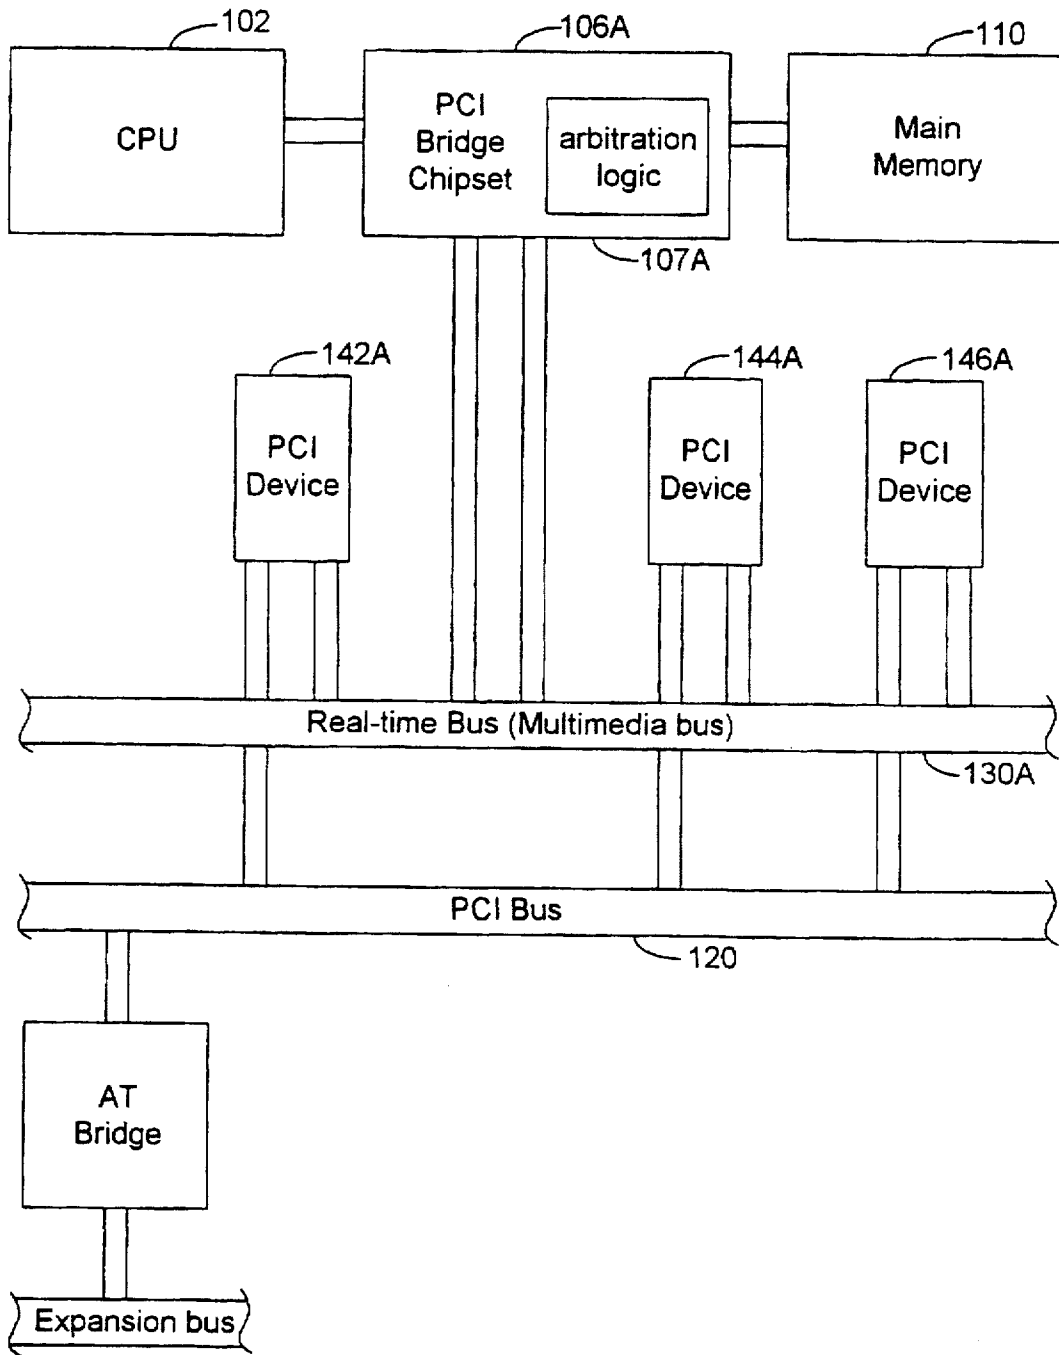 102
106A
110
CPU
PCI
Bridge
Chipset
arbitration
logic
Main
Memory
107A
142A
144A
146A
PCI
Device
PCI
Device
PCI
Device
Real-time Bus (Multimedia bus)
130A
PCI Bus
120
AT
Bridge
Expansion bus